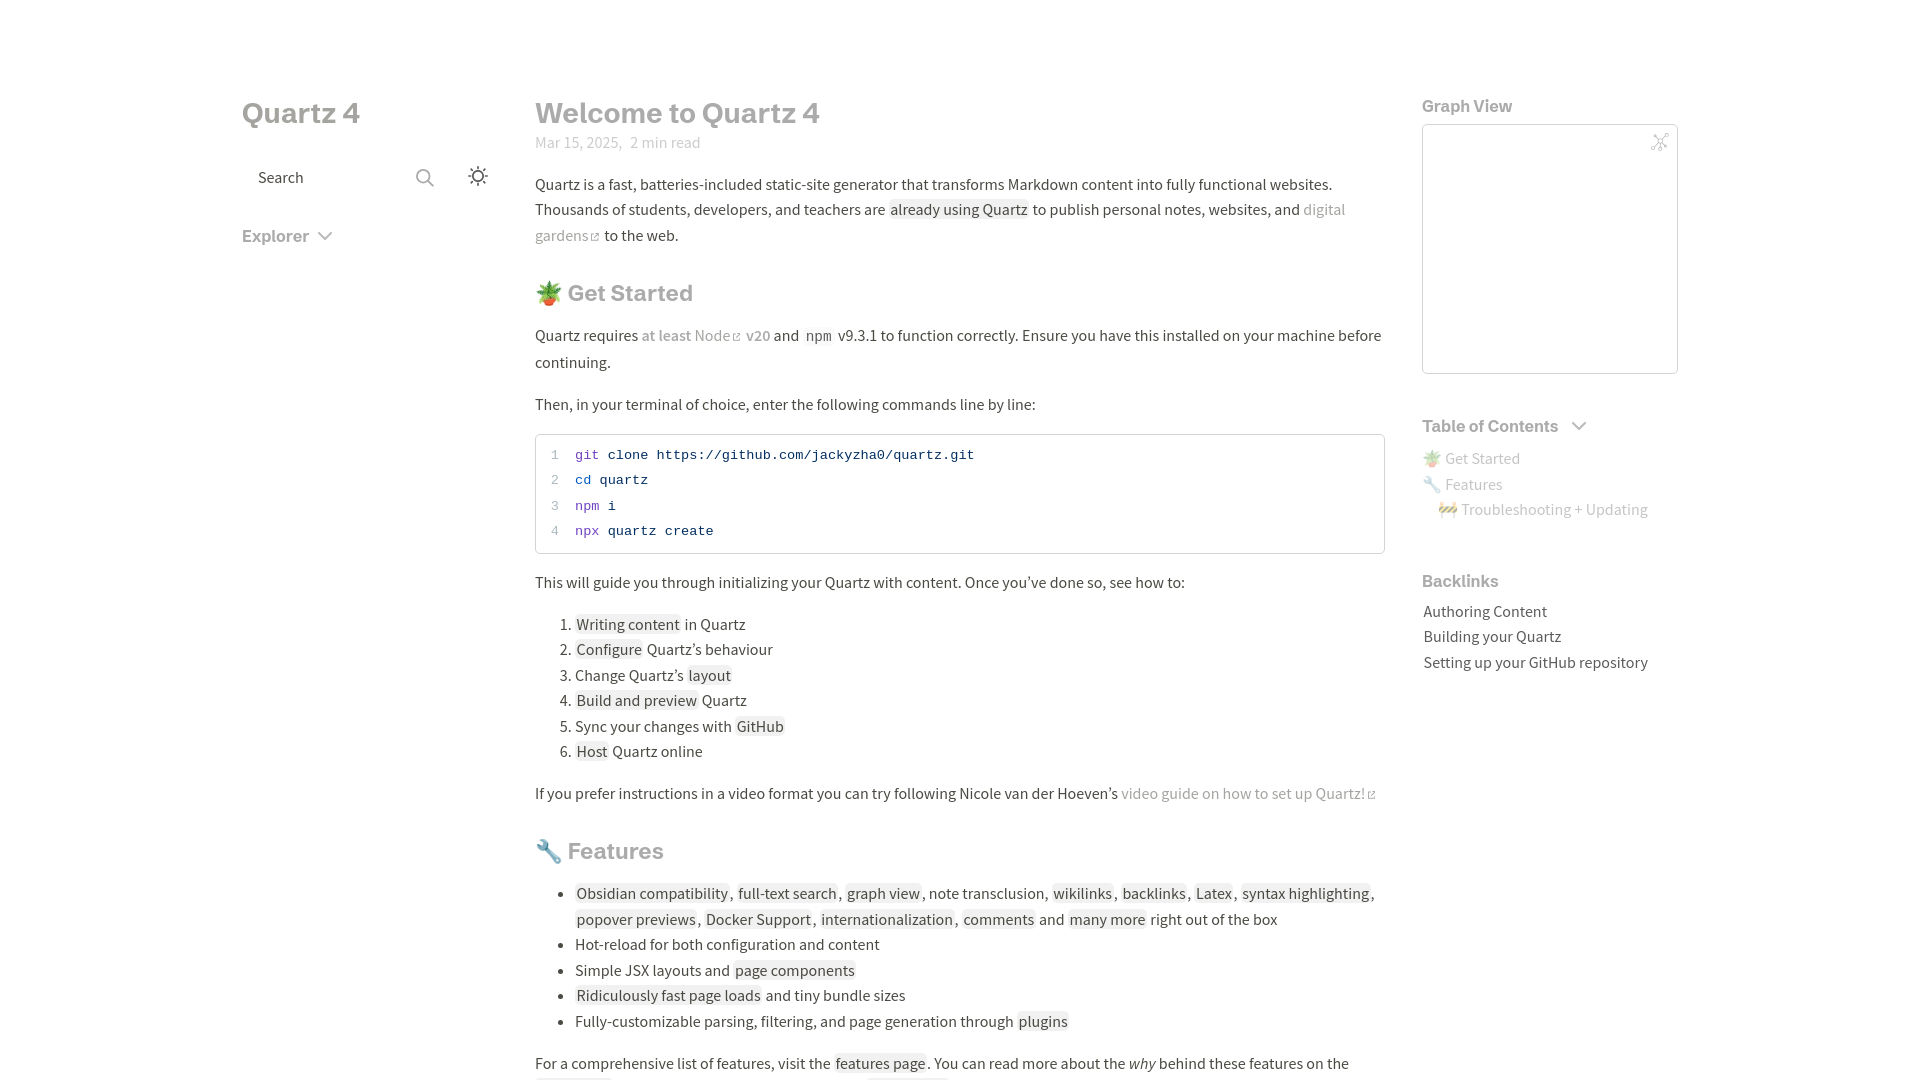 Quartz 4
Search
Explorer
Welcome to Quartz 4
Mar 15, 2025, 2 min read
Quartz is a fast, batteries-included static-site generator that transforms Markdown content into fully functional websites.
Thousands of students, developers, and teachers are already using Quartz to publish personal notes, websites, and digital
gardens to the web.
🪴 Get Started
Quartz requires at least Node v20 and npm v9.3.1 to function correctly. Ensure you have this installed on your machine before
continuing.
Then, in your terminal of choice, enter the following commands line by line:
1 git clone https://github.com/jackyzha0/quartz.git
2 cd quartz
3 npm i
4 npx quartz create
This will guide you through initializing your Quartz with content. Once you’ve done so, see how to:
1. Writing content in Quartz
2. Configure Quartz’s behaviour
3. Change Quartz’s layout
4. Build and preview Quartz
5. Sync your changes with GitHub
6. Host Quartz online
If you prefer instructions in a video format you can try following Nicole van der Hoeven’s video guide on how to set up Quartz!
🔧 Features
• Obsidian compatibility, full-text search, graph view, note transclusion, wikilinks, backlinks, Latex, syntax highlighting,
popover previews, Docker Support, internationalization, comments and many more right out of the box
• Hot-reload for both configuration and content
• Simple JSX layouts and page components
• Ridiculously fast page loads and tiny bundle sizes
• Fully-customizable parsing, filtering, and page generation through plugins
For a comprehensive list of features, visit the features page. You can read more about the why behind these features on the
Graph View
Table of Contents
🪴 Get Started
🔧 Features
🚧 Troubleshooting + Updating
Backlinks
Authoring Content
Building your Quartz
Setting up your GitHub repository